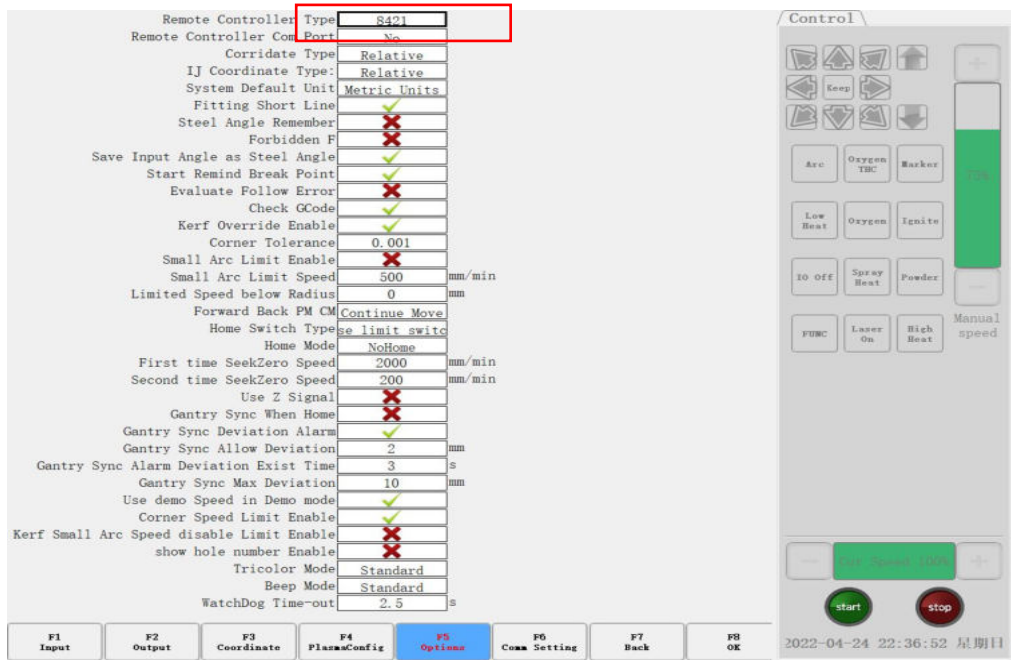 Remote Controller Type 8421
Remote Controller Com Port No
Corridate Type Relative
IJ Coordinate Type: Relative
System Default Unit Metric Units
Fitting Short Line
Steel Angle Remember
Forbidden F
Save Input Angle as Steel Angle
Start Remind Break Point
Evaluate Follow Error
Check GCode
Kerf Override Enable
Corner Tolerance 0.001
Small Arc Limit Enable
Small Arc Limit Speed 500 mm/min
Limited Speed below Radius 0 mm
Forward Back PM CM Continue Move
Home Switch Type se limit switc
Home Mode NoHome
First time SeekZero Speed 2000 mm/min
Second time SeekZero Speed 200 mm/min
Use Z Signal
Gantry Sync When Home
Gantry Sync Deviation Alarm
Gantry Sync Allow Deviation 2 mm
Gantry Sync Alarm Deviation Exist Time 3 s
Gantry Sync Max Deviation 10 mm
Use demo Speed in Demo mode
Corner Speed Limit Enable
Kerf Small Arc Speed disable Limit Enable
show hole number Enable
Tricolor Mode Standard
Beep Mode Standard
WatchDog Time-out 2.5 s
F1 F2 F3 F4 F5 F6 F7 F8
Input Output Coordinate PlasmaConfig Options Comm Setting Back OK
Control
Keep
Arc Oxygen THC Marker
75%
Low Heat Oxygen Ignite
IO Off Spray Heat Powder
FUNC Laser On High Heat
Manual speed
Cur Speed 100%
start stop
2022-04-24 22:36:52 星期日